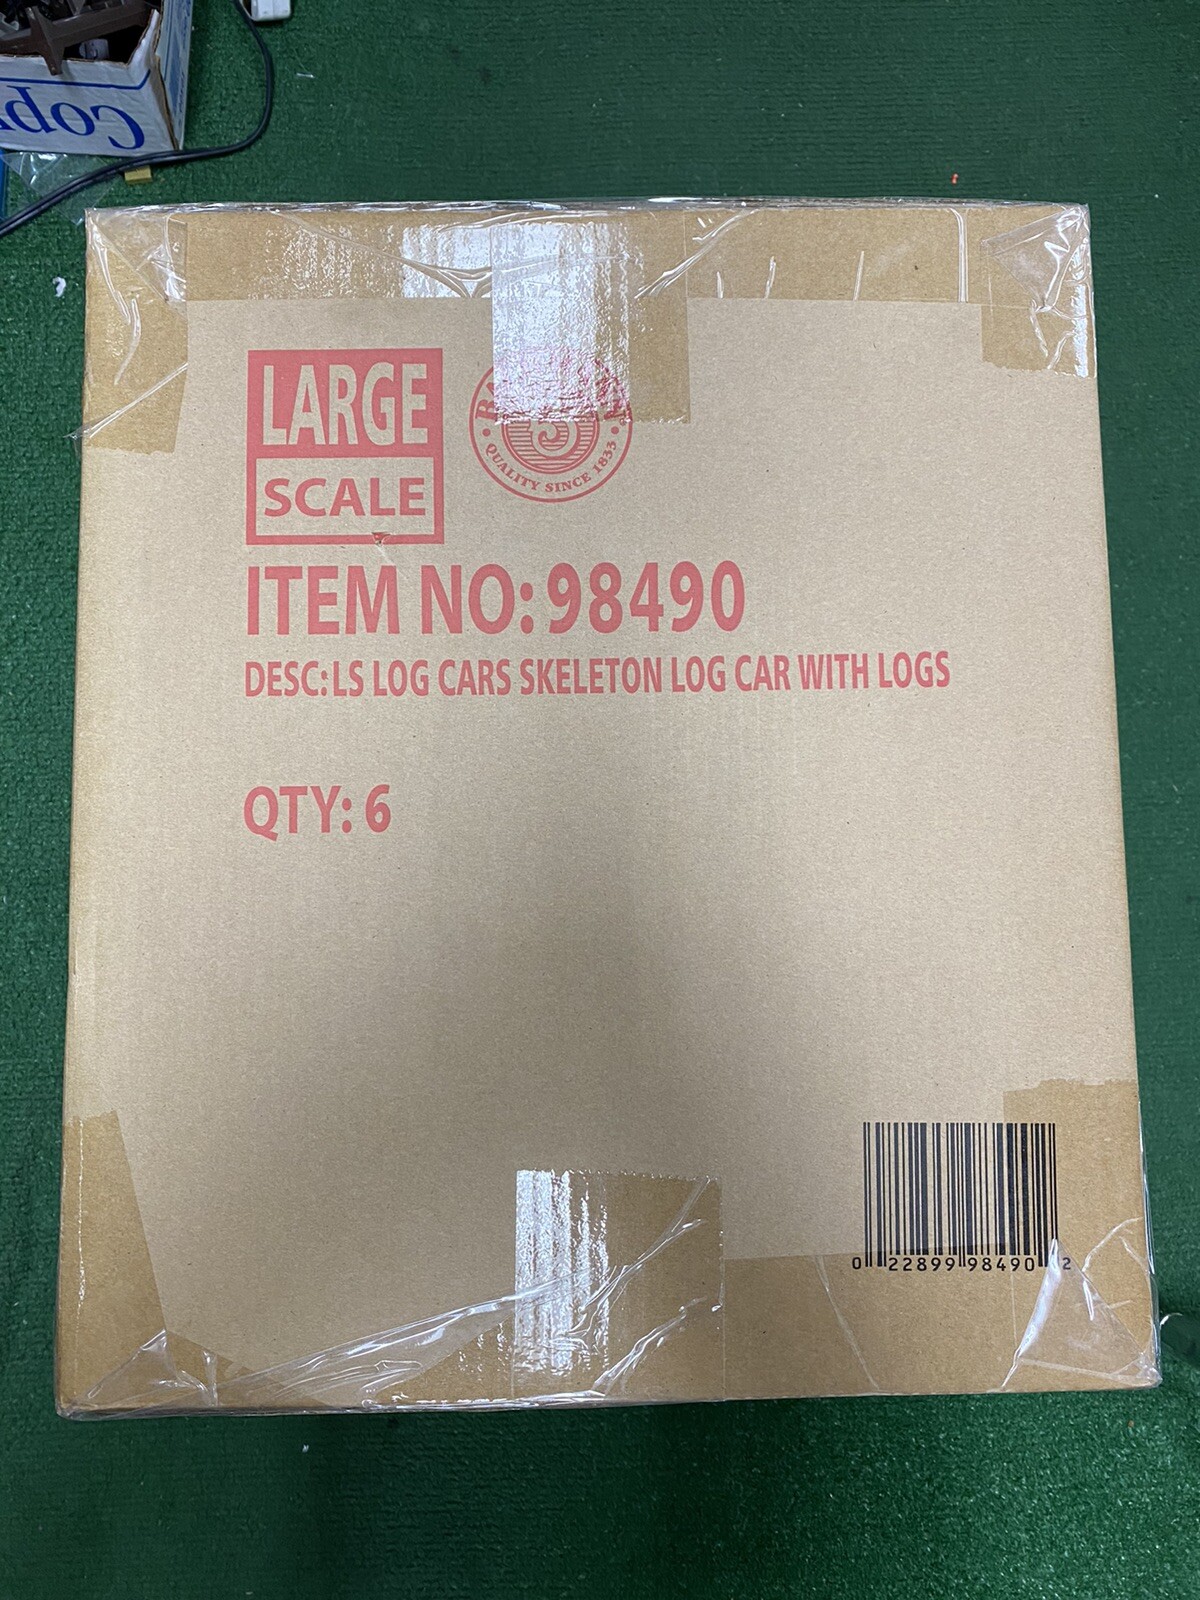 LARGE
SCALE
QUALITY SINCE 1833
ITEM NO: 98490
DESC: LS LOG CARS SKELETON LOG CAR WITH LOGS
QTY: 6
0 22899 98490 2